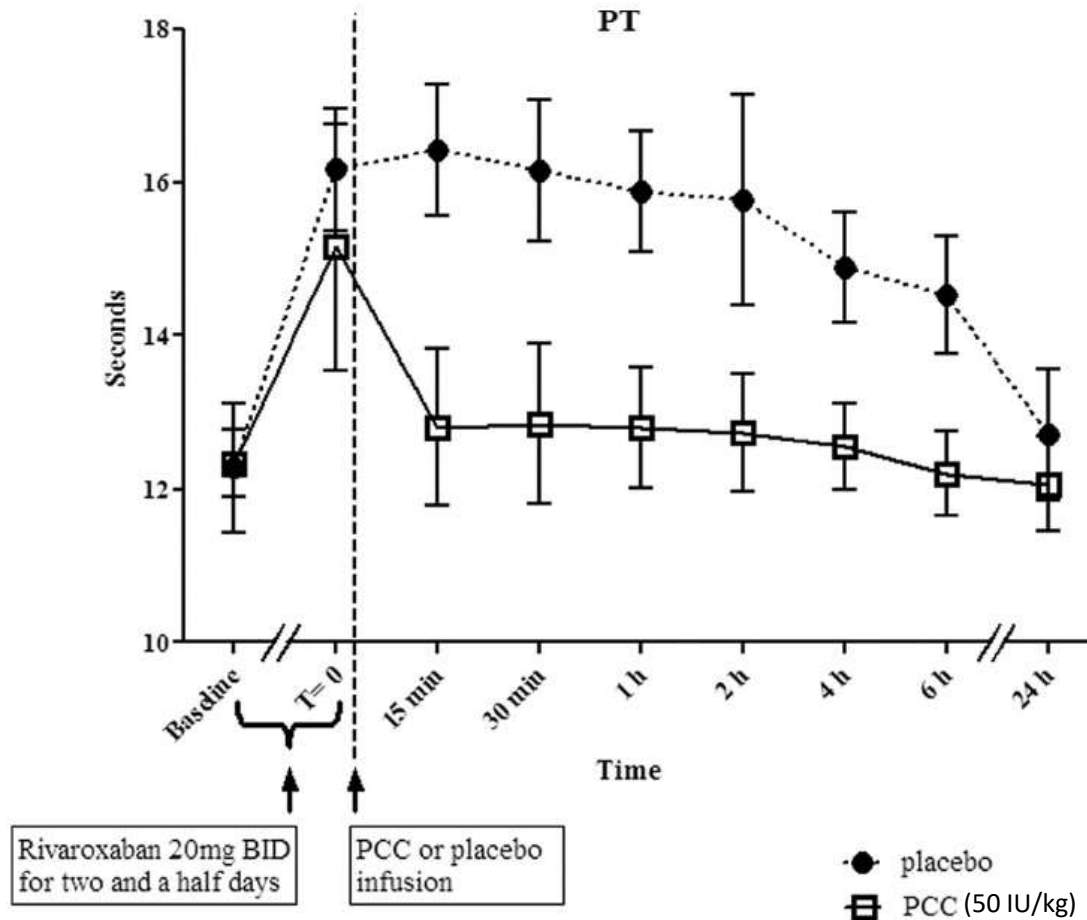 PT
18
16
14
12
10
Seconds
Baseline
T= 0
15 min
30 min
1 h
2 h
4 h
6 h
24 h
Time
Rivaroxaban 20mg BID
for two and a half days
PCC or placebo
infusion
placebo
PCC (50 IU/kg)